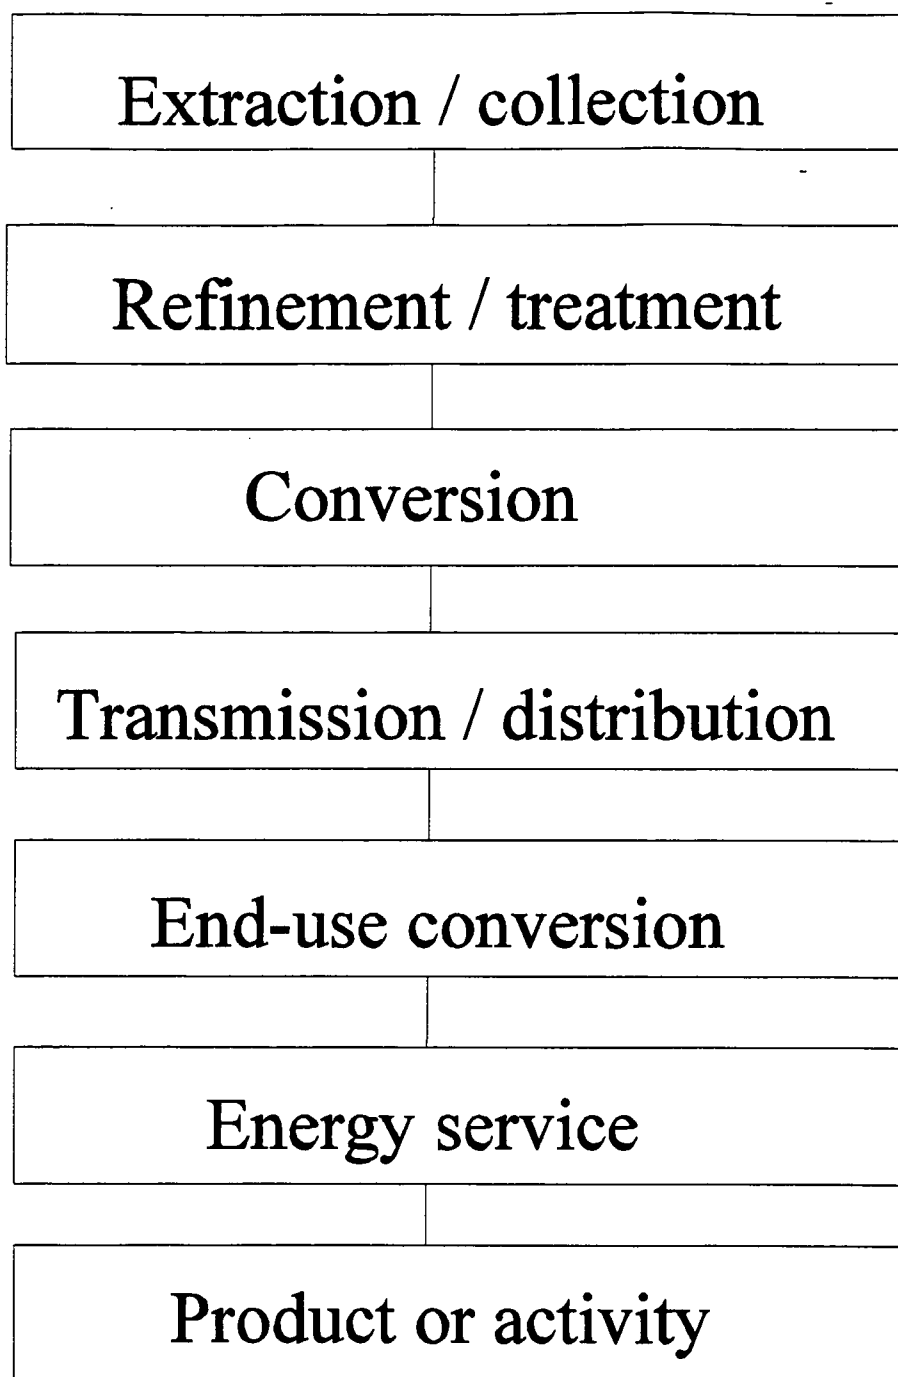 Extraction / collection
Refinement / treatment
Conversion
Transmission / distribution
End-use conversion
Energy service
Product or activity